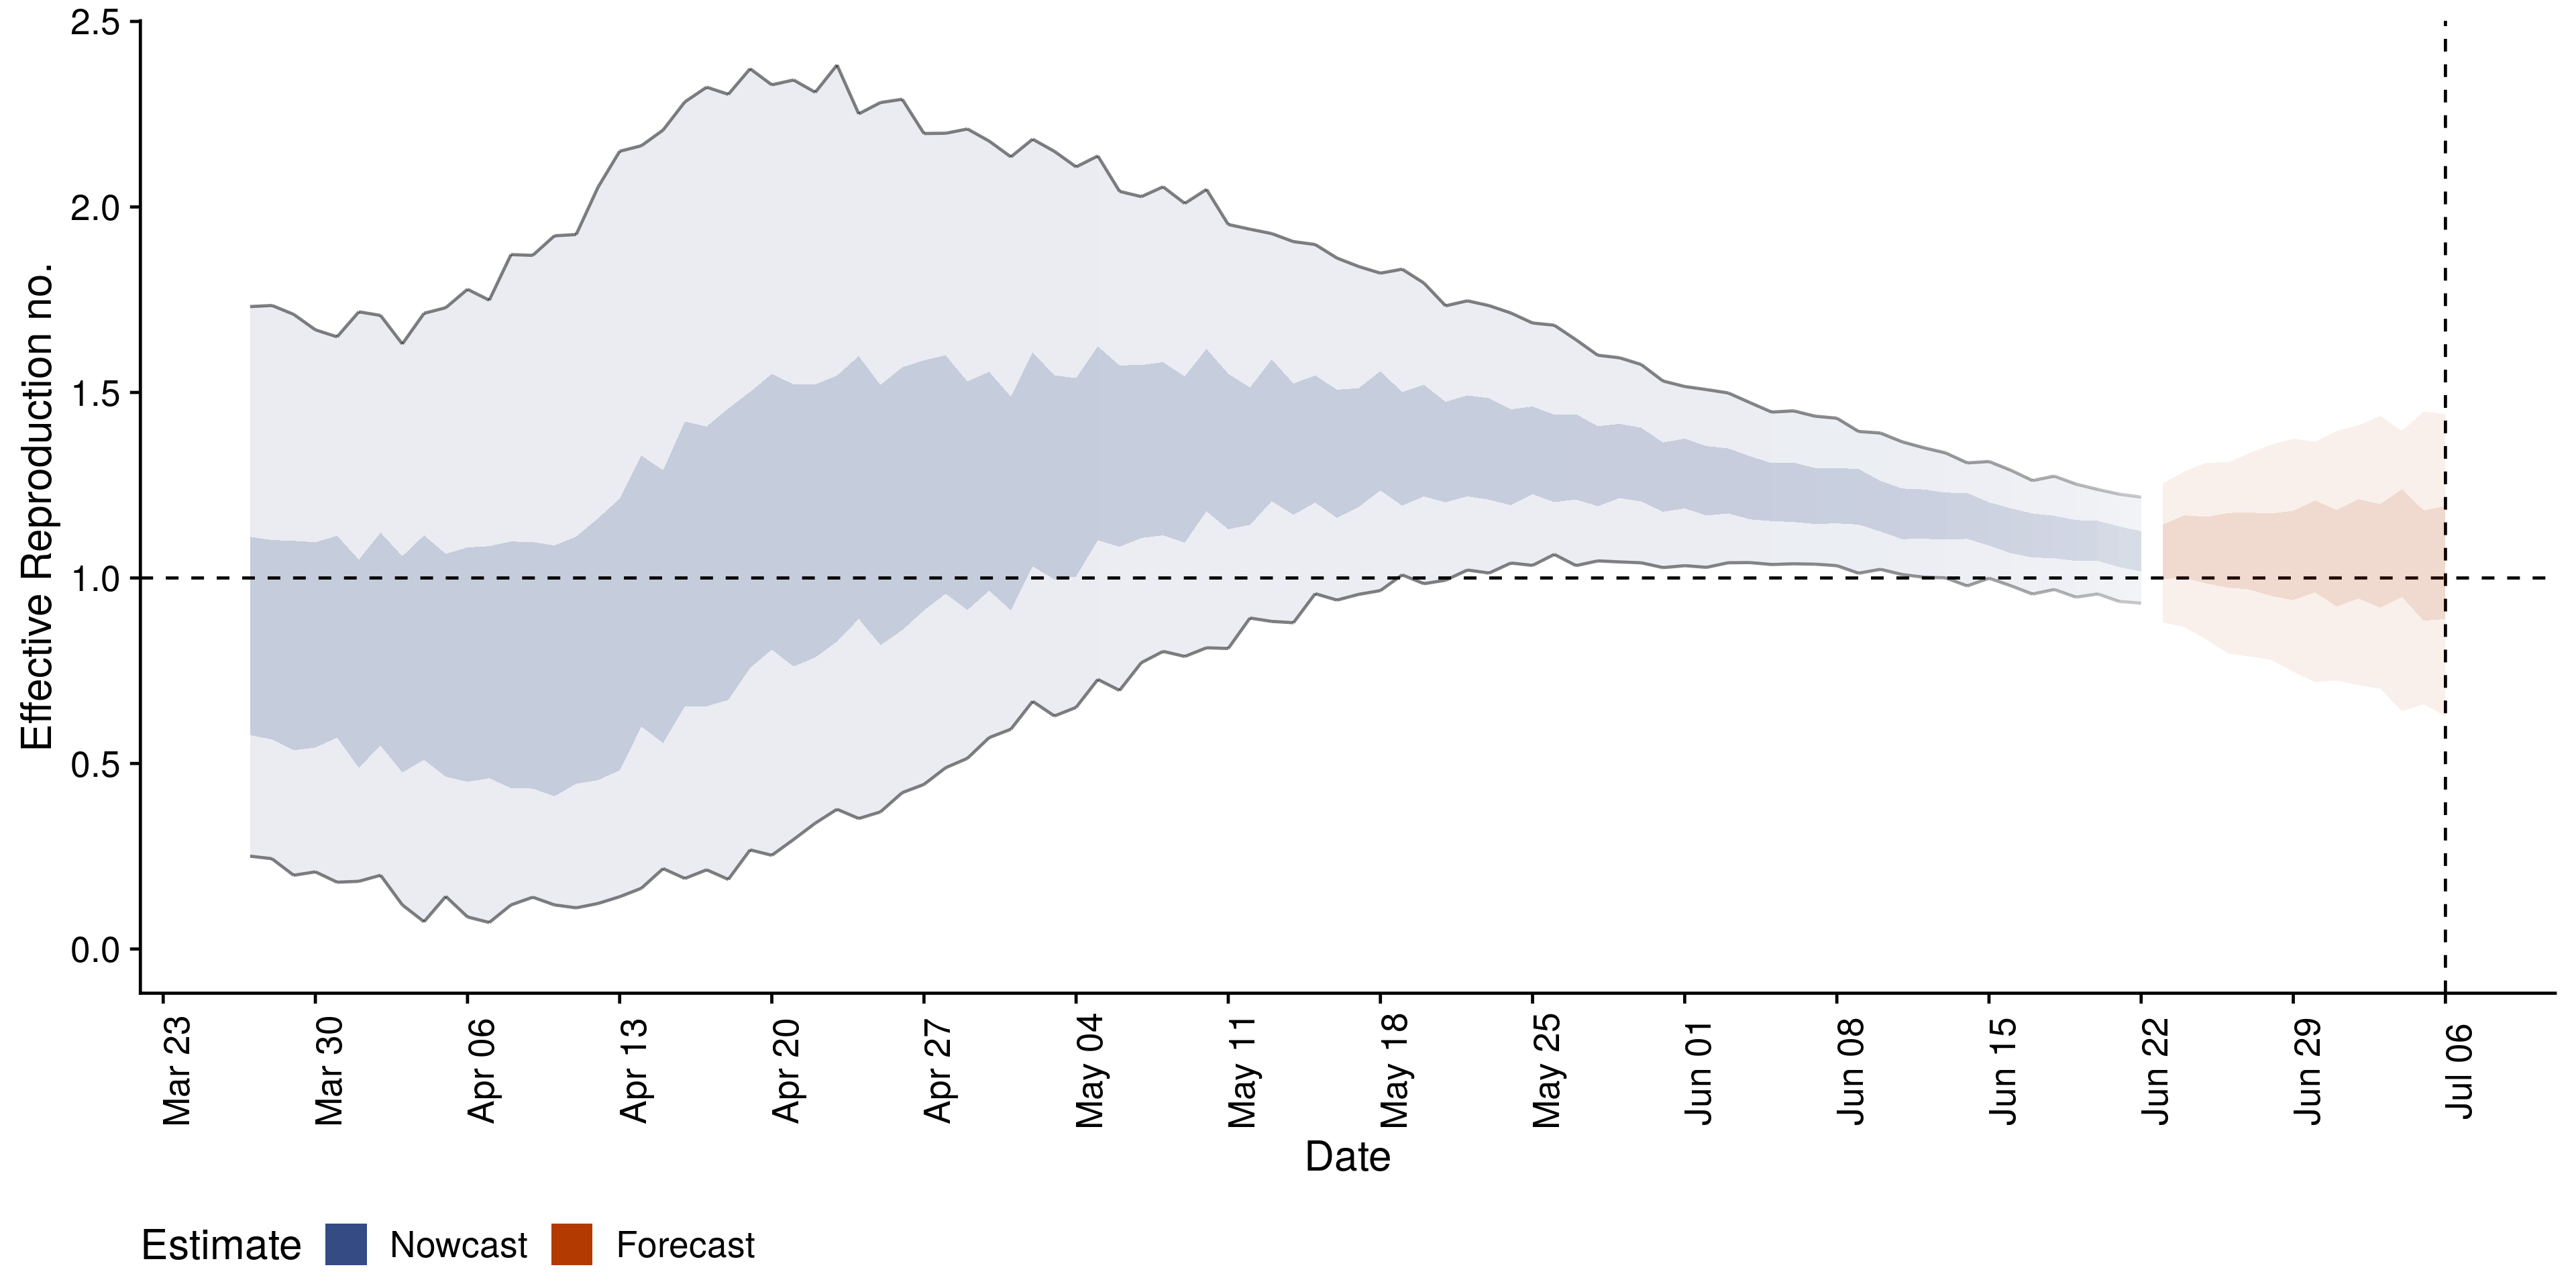 Effective Reproduction no.
2.5
2.0
1.5
1.0
0.5
0.0
Mar 23
Mar 30
Apr 06
Apr 13
Apr 20
Apr 27
May 04
May 11
May 18
May 25
Jun 01
Jun 08
Jun 15
Jun 22
Jun 29
Jul 06
Date
Estimate Nowcast Forecast